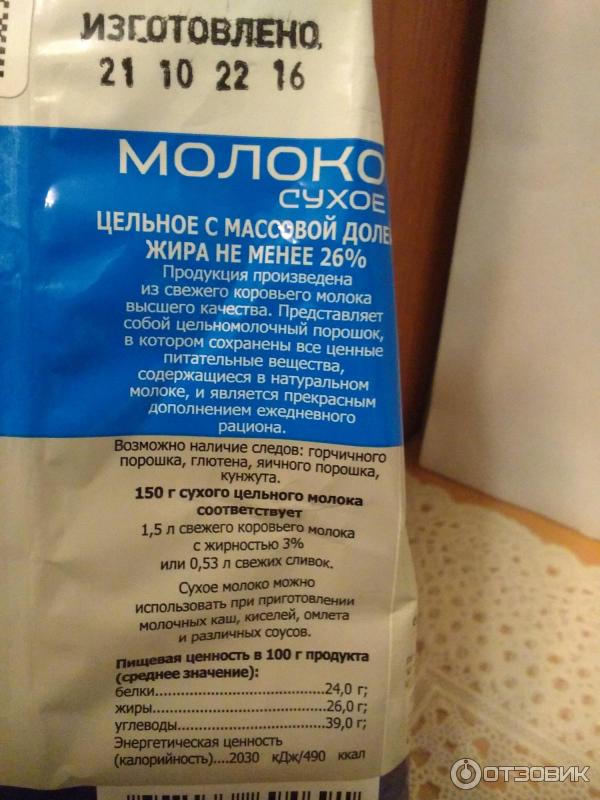 ИЗГОТОВЛЕНО,
21 10 22 16
МОЛОКО
СУХОЕ
ЦЕЛЬНОЕ С МАССОВОЙ ДОЛЕЙ
ЖИРА НЕ МЕНЕЕ 26%
Продукция произведена
из свежего коровьего молока
высшего качества. Представляет
собой цельномолочный порошок,
в котором сохранены все ценные
питательные вещества,
содержащиеся в натуральном
молоке, и является прекрасным
дополнением ежедневного
рациона.
Возможно наличие следов: горчичного
порошка, глютена, яичного порошка,
кунжута.
150 г сухого цельного молока
соответствует
1,5 л свежего коровьего молока
с жирностью 3%
или 0,53 л свежих сливок.
Сухое молоко можно
использовать при приготовлении
молочных каш, киселей, омлета
и различных соусов.
Пищевая ценность в 100 г продукта
(среднее значение):
белки...........................24,0 г;
жиры............................26,0 г;
углеводы........................39,0 г;
Энергетическая ценность
(калорийность)....2030 кДж/490 ккал
ОТЗОВИК